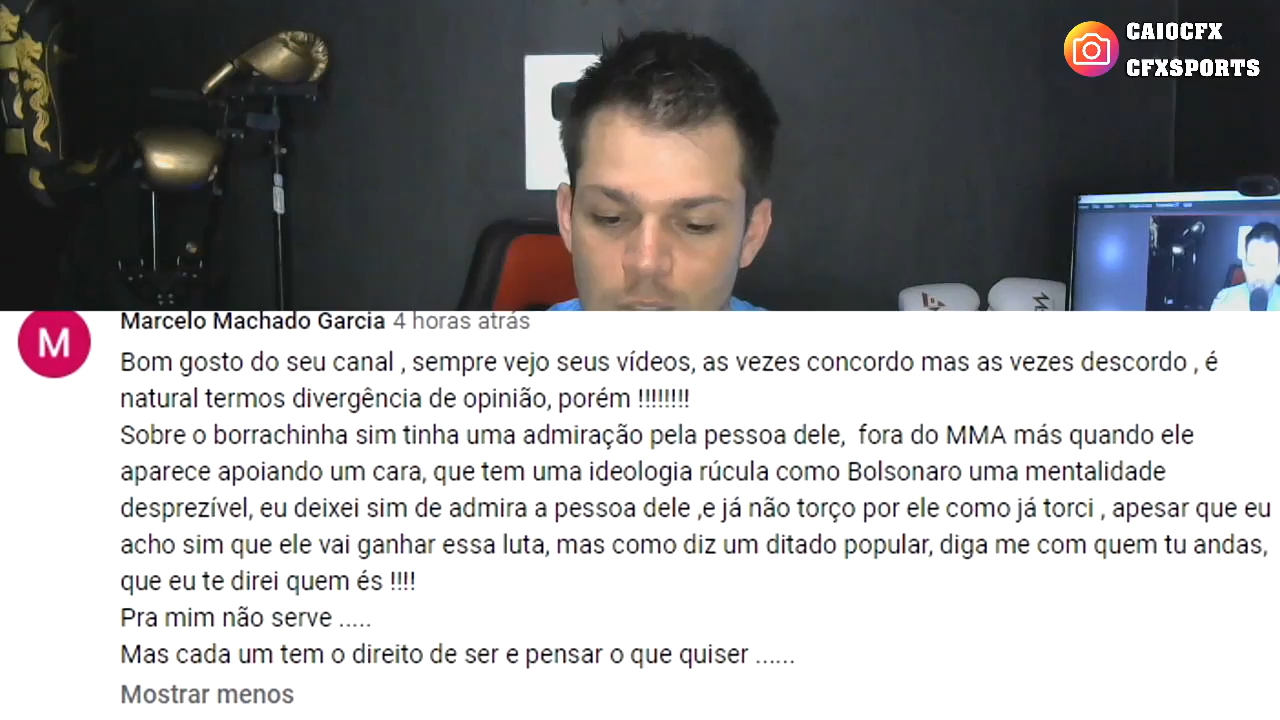 CAIOCFX
CFXSPORTS
M
Marcelo Machado Garcia 4 horas atrás
Bom gosto do seu canal , sempre vejo seus vídeos, as vezes concordo mas as vezes descordo , é
natural termos divergência de opinião, porém !!!!!!!!
Sobre o borrachinha sim tinha uma admiração pela pessoa dele,  fora do MMA más quando ele
aparece apoiando um cara, que tem uma ideologia rúcula como Bolsonaro uma mentalidade
desprezível, eu deixei sim de admira a pessoa dele ,e já não torço por ele como já torci , apesar que eu
acho sim que ele vai ganhar essa luta, mas como diz um ditado popular, diga me com quem tu andas,
que eu te direi quem és !!!!
Pra mim não serve .....
Mas cada um tem o direito de ser e pensar o que quiser ......
Mostrar menos